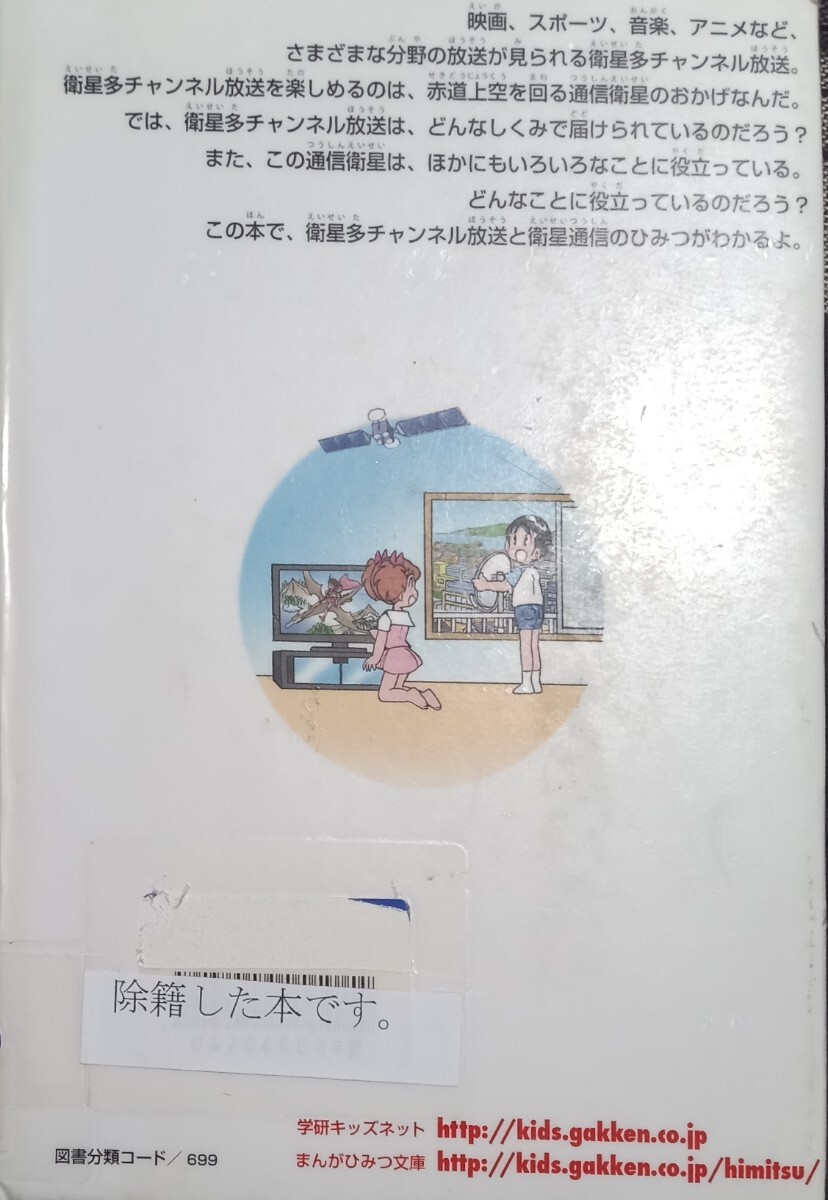 映画、スポーツ、音楽、アニメなど、
さまざまな分野の放送が見られる衛星多チャンネル放送。
衛星多チャンネル放送を楽しめるのは、赤道上空を回る通信衛星のおかげなんだ。
では、衛星多チャンネル放送は、どんなしくみで届けられているのだろう?
また、この通信衛星は、ほかにもいろいろなことに役立っている。
どんなことに役立っているのだろう?
この本で、衛星多チャンネル放送と衛星通信のひみつがわかるよ。
除籍した本です。
学研キッズネット http://kids.gakken.co.jp
図書分類コード/699
まんがひみつ文庫 http://kids.gakken.co.jp/himitsu/